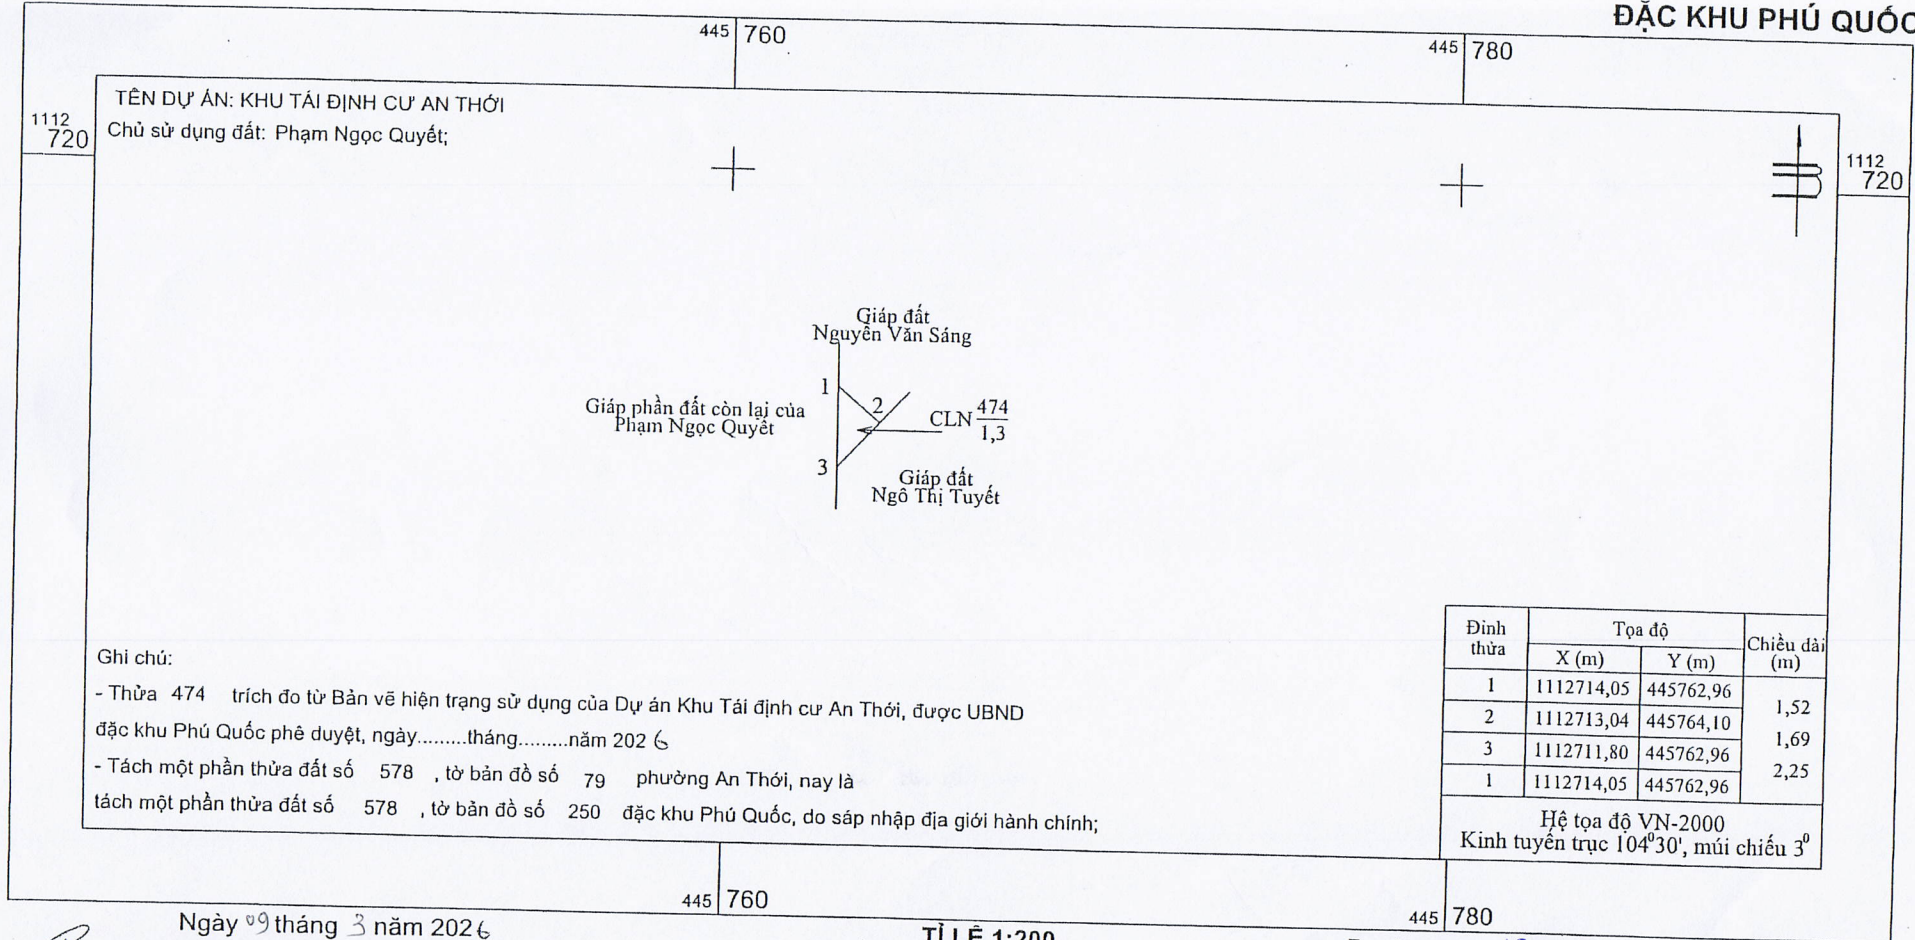 ĐẶC KHU PHÚ QUỐC
445 760
445 780
TÊN DỰ ÁN: KHU TÁI ĐỊNH CƯ AN THỚI
Chủ sử dụng đất: Phạm Ngọc Quyết;
1112
720
1112
720
Giáp đất
Nguyễn Văn Sáng
1
2
3
Giáp phần đất còn lại của
Phạm Ngọc Quyết
CLN 474
1,3
Giáp đất
Ngô Thị Tuyết
Đỉnh thửa Tọa độ Chiều dài (m)
X (m) Y (m)
1 1112714,05 445762,96
1,52
2 1112713,04 445764,10
1,69
3 1112711,80 445762,96
2,25
1 1112714,05 445762,96
Hệ tọa độ VN-2000
Kinh tuyến trục 104⁰30', múi chiếu 3⁰
Ghi chú:
- Thửa 474 trích đo từ Bản vẽ hiện trạng sử dụng của Dự án Khu Tái định cư An Thới, được UBND
đặc khu Phú Quốc phê duyệt, ngày.........tháng.........năm 2026
- Tách một phần thửa đất số 578 , tờ bản đồ số 79 phường An Thới, nay là
tách một phần thửa đất số 578 , tờ bản đồ số 250 đặc khu Phú Quốc, do sáp nhập địa giới hành chính;
445 760
445 780
Ngày 09 tháng 3 năm 2026
TỈ LỆ 1:200